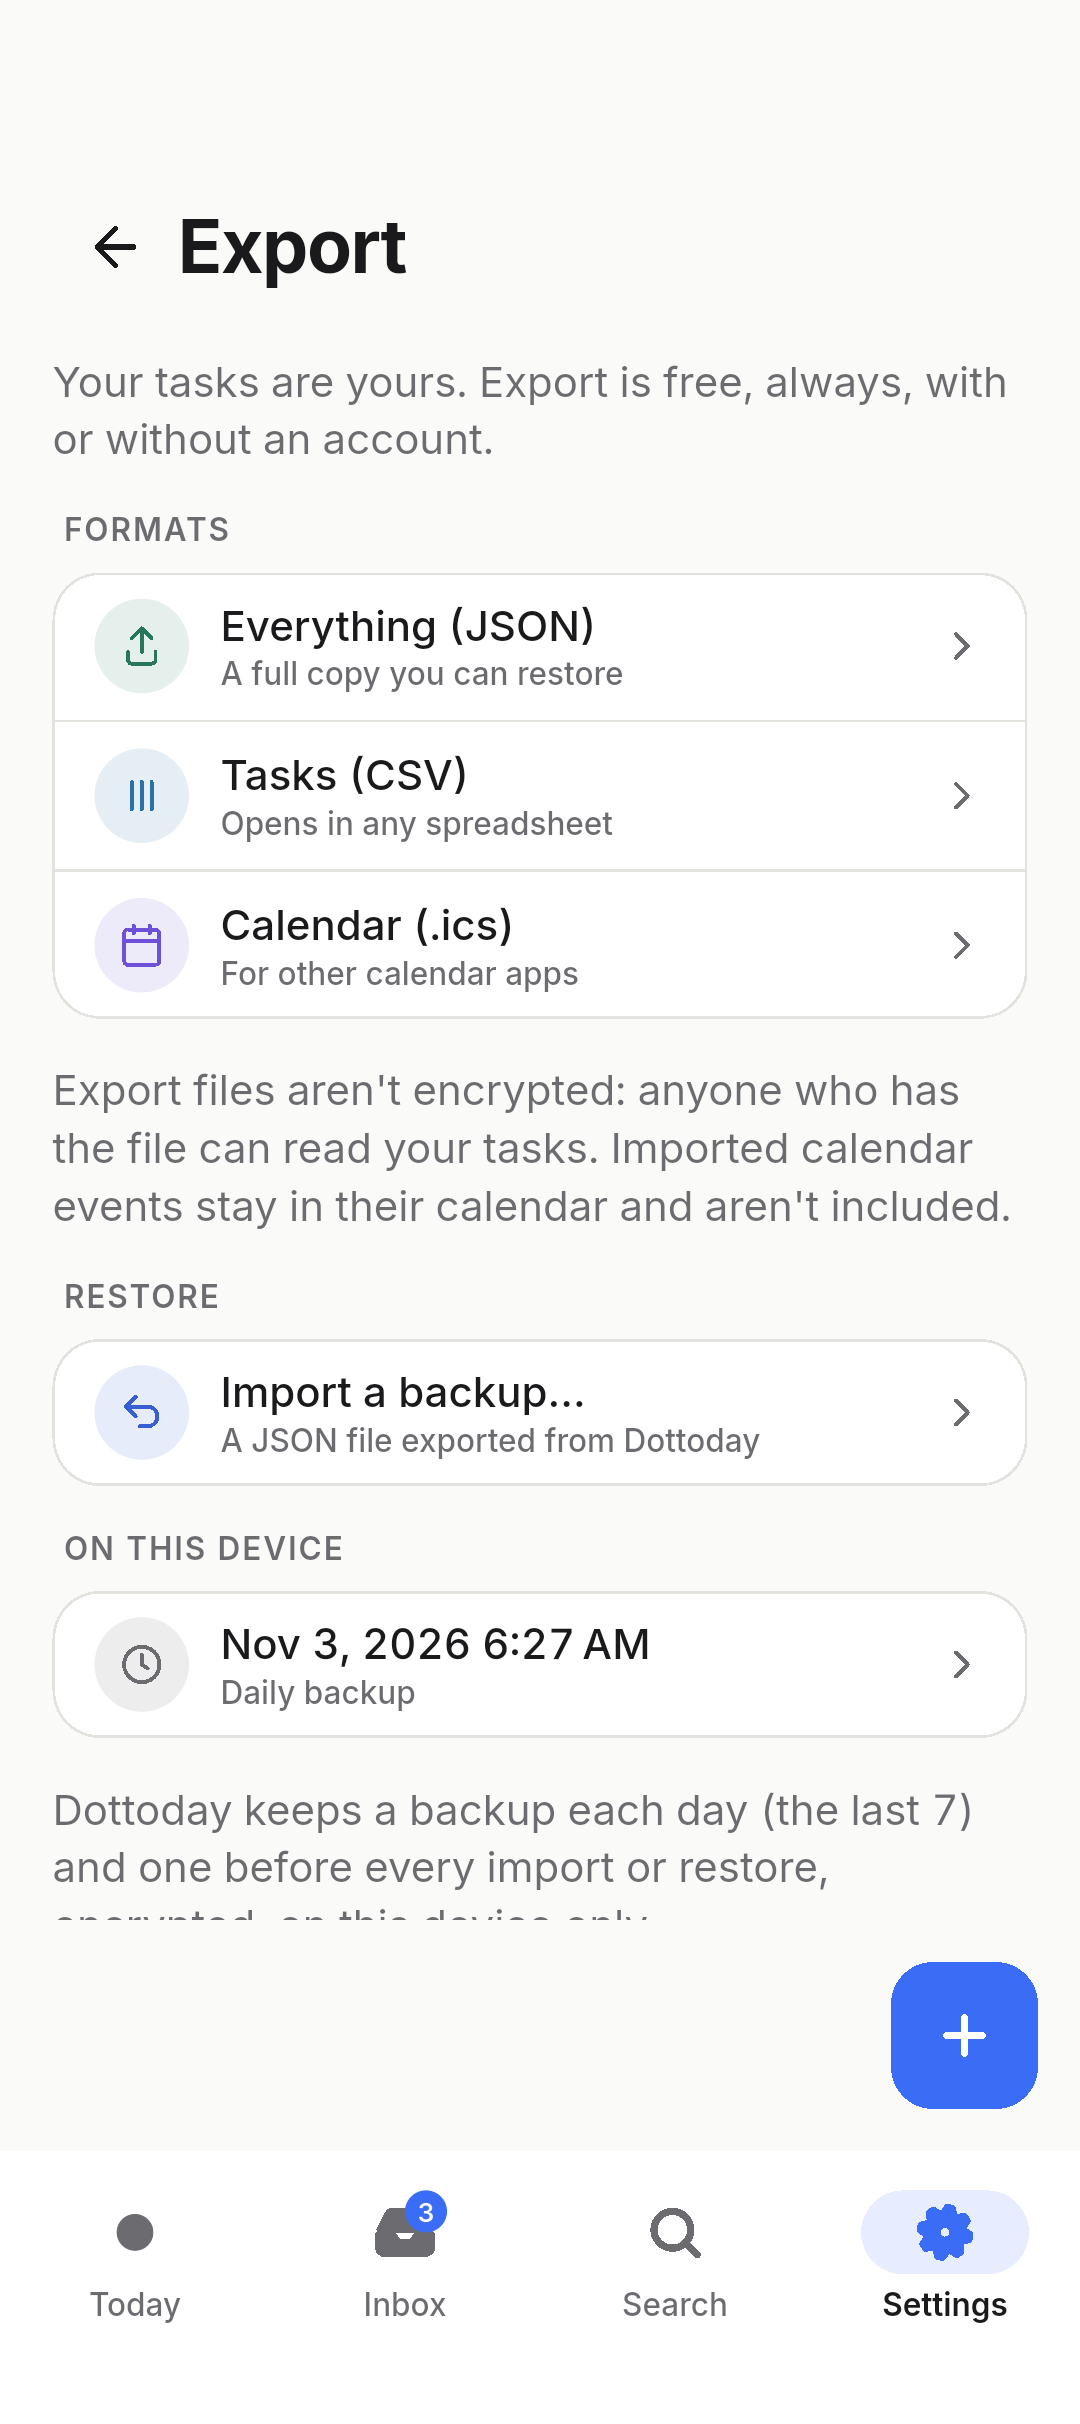 Export
Your tasks are yours. Export is free, always, with
or without an account.
FORMATS
Everything (JSON)
A full copy you can restore
Tasks (CSV)
Opens in any spreadsheet
Calendar (.ics)
For other calendar apps
Export files aren't encrypted: anyone who has
the file can read your tasks. Imported calendar
events stay in their calendar and aren't included.
RESTORE
Import a backup...
A JSON file exported from Dottoday
ON THIS DEVICE
Nov 3, 2026 6:27 AM
Daily backup
Dottoday keeps a backup each day (the last 7)
and one before every import or restore,
encrypted, on this device only.
3
Today
Inbox
Search
Settings